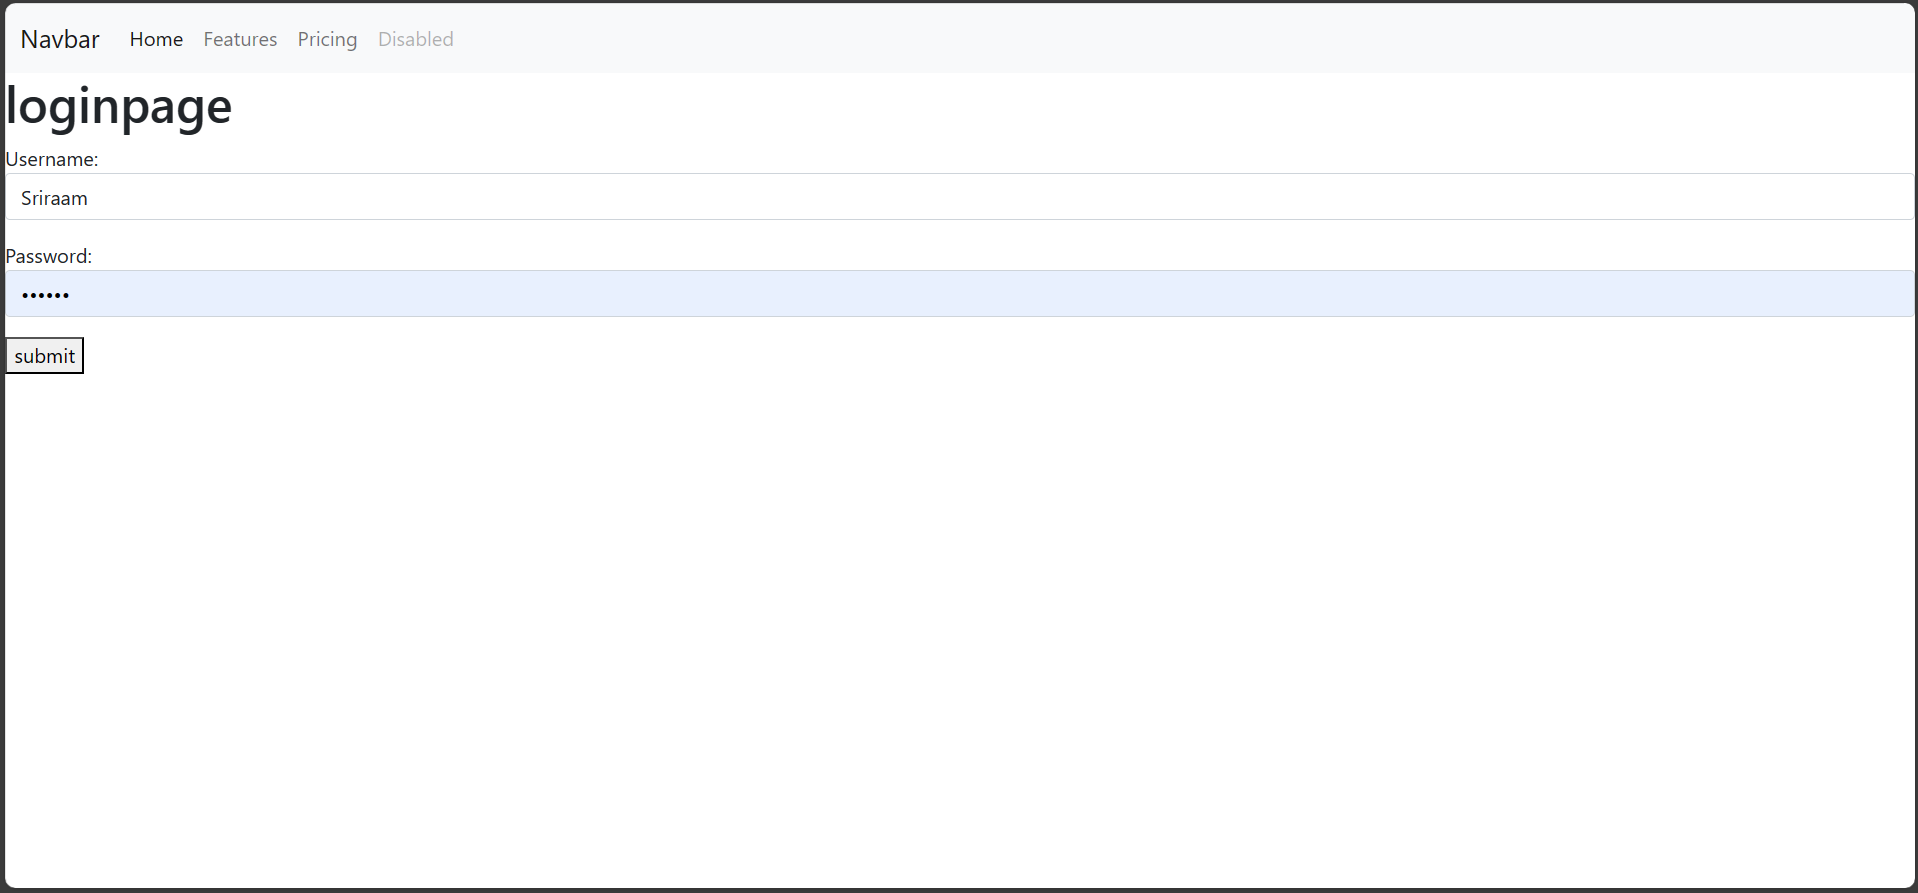 Navbar Home Features Pricing Disabled
loginpage
Username:
Sriraam
Password:
••••••
submit